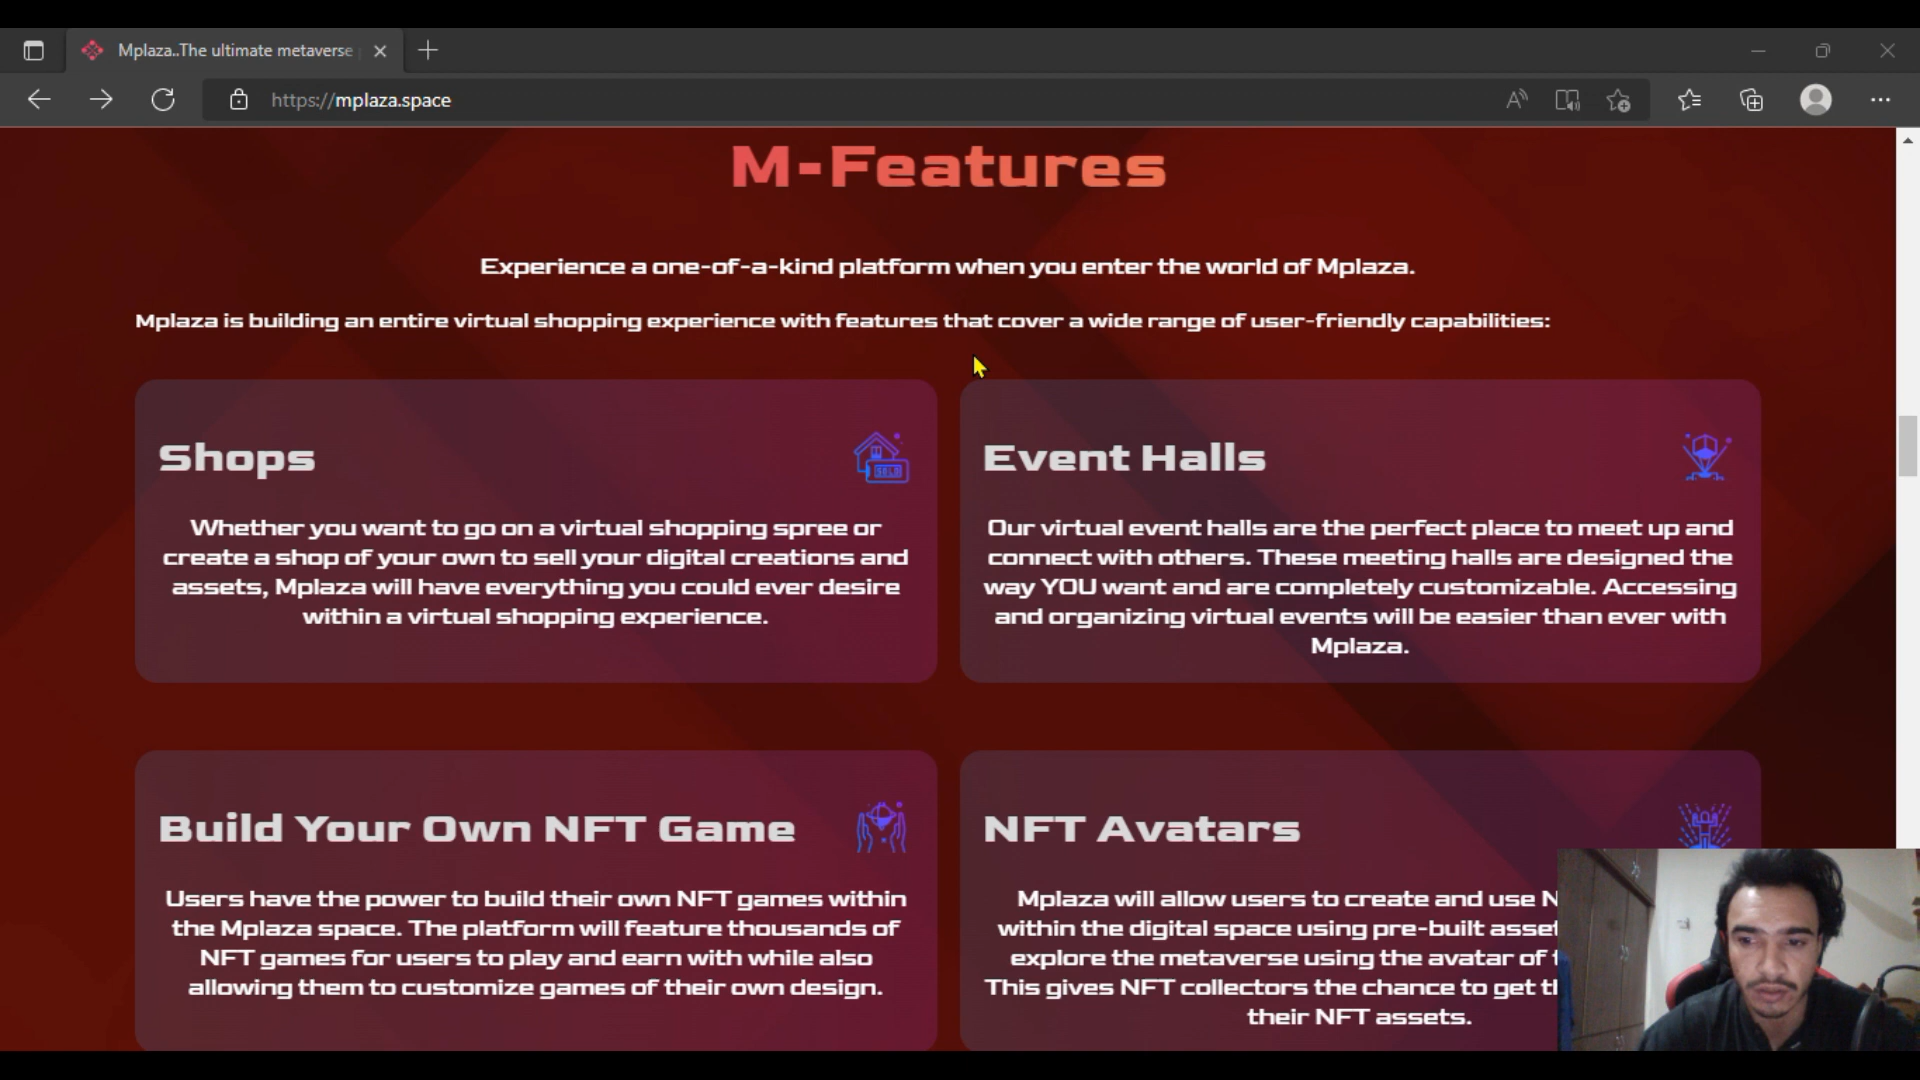 Mplaza..The ultimate metaverse
https://mplaza.space
M-Features
Experience a one-of-a-kind platform when you enter the world of Mplaza.
Mplaza is building an entire virtual shopping experience with features that cover a wide range of user-friendly capabilities:
Shops
SOLD
Whether you want to go on a virtual shopping spree or
create a shop of your own to sell your digital creations and
assets, Mplaza will have everything you could ever desire
within a virtual shopping experience.
Event Halls
Our virtual event halls are the perfect place to meet up and
connect with others. These meeting halls are designed the
way YOU want and are completely customizable. Accessing
and organizing virtual events will be easier than ever with
Mplaza.
Build Your Own NFT Game
Users have the power to build their own NFT games within
the Mplaza space. The platform will feature thousands of
NFT games for users to play and earn with while also
allowing them to customize games of their own design.
NFT Avatars
Mplaza will allow users to create and use N
within the digital space using pre-built asset
explore the metaverse using the avatar of
This gives NFT collectors the chance to get
their NFT assets.